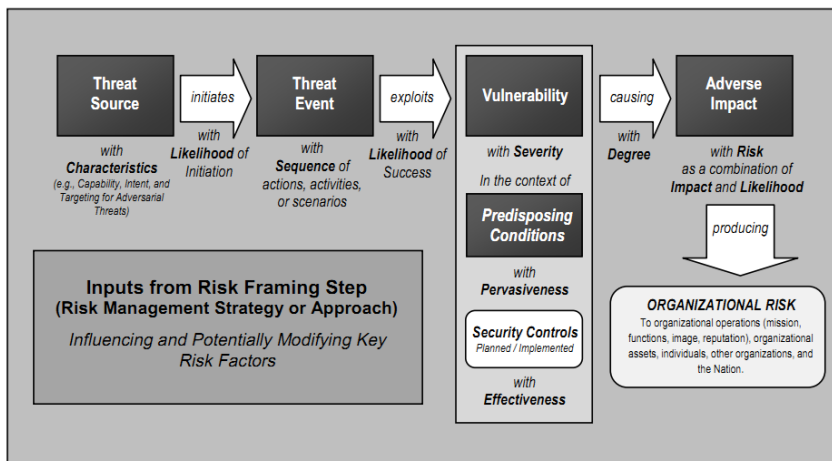 Threat
Source
initiates
Threat
Event
exploits
Vulnerability
causing
Adverse
Impact
with
Characteristics
(e.g., Capability, Intent, and
Targeting for Adversarial
Threats)
with
Likelihood of
Initiation
with
Sequence of
actions, activities,
or scenarios
with
Likelihood of
Success
with Severity
In the context of
Predisposing
Conditions
with
Pervasiveness
Security Controls
Planned / Implemented
with
Effectiveness
with
Degree
with Risk
as a combination of
Impact and Likelihood
producing
ORGANIZATIONAL RISK
To organizational operations (mission,
functions, image, reputation), organizational
assets, individuals, other organizations, and
the Nation.
Inputs from Risk Framing Step
(Risk Management Strategy or Approach)
Influencing and Potentially Modifying Key
Risk Factors